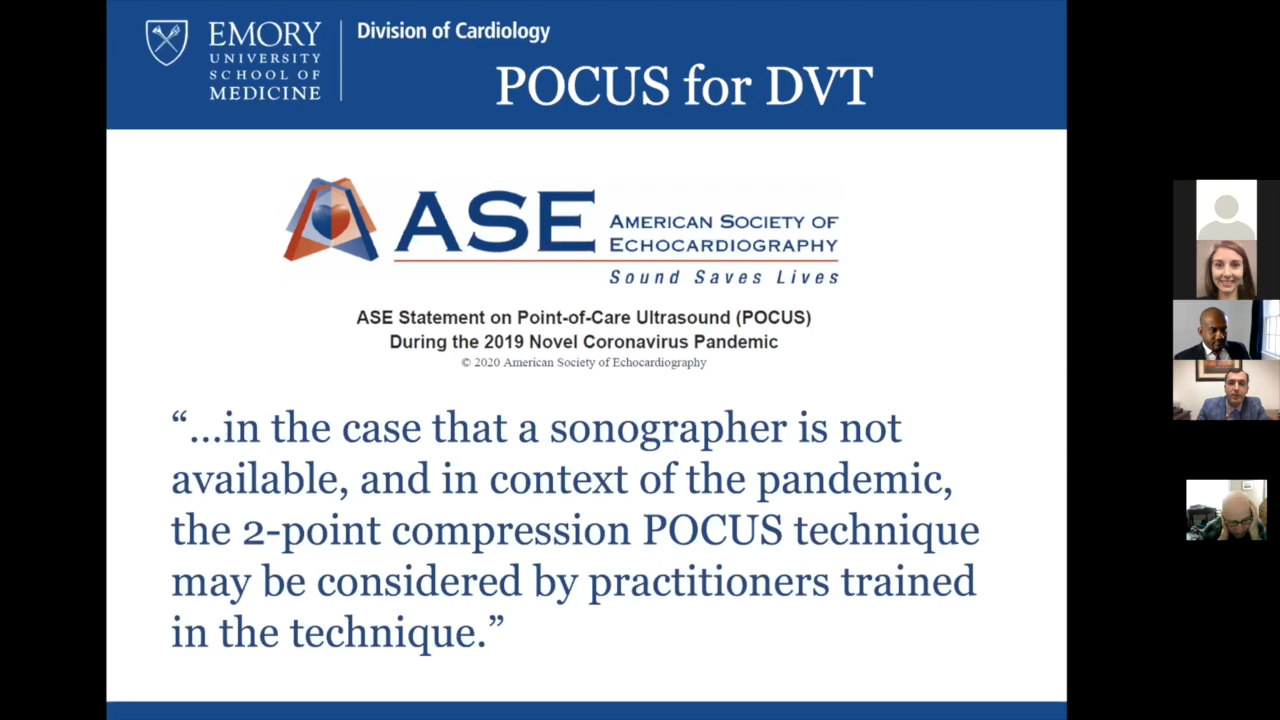 EMORY
UNIVERSITY
SCHOOL OF
MEDICINE
Division of Cardiology
POCUS for DVT
ASE
AMERICAN SOCIETY OF
ECHOCARDIOGRAPHY
Sound Saves Lives
ASE Statement on Point-of-Care Ultrasound (POCUS)
During the 2019 Novel Coronavirus Pandemic
© 2020 American Society of Echocardiography
“...in the case that a sonographer is not
available, and in context of the pandemic,
the 2-point compression POCUS technique
may be considered by practitioners trained
in the technique.”